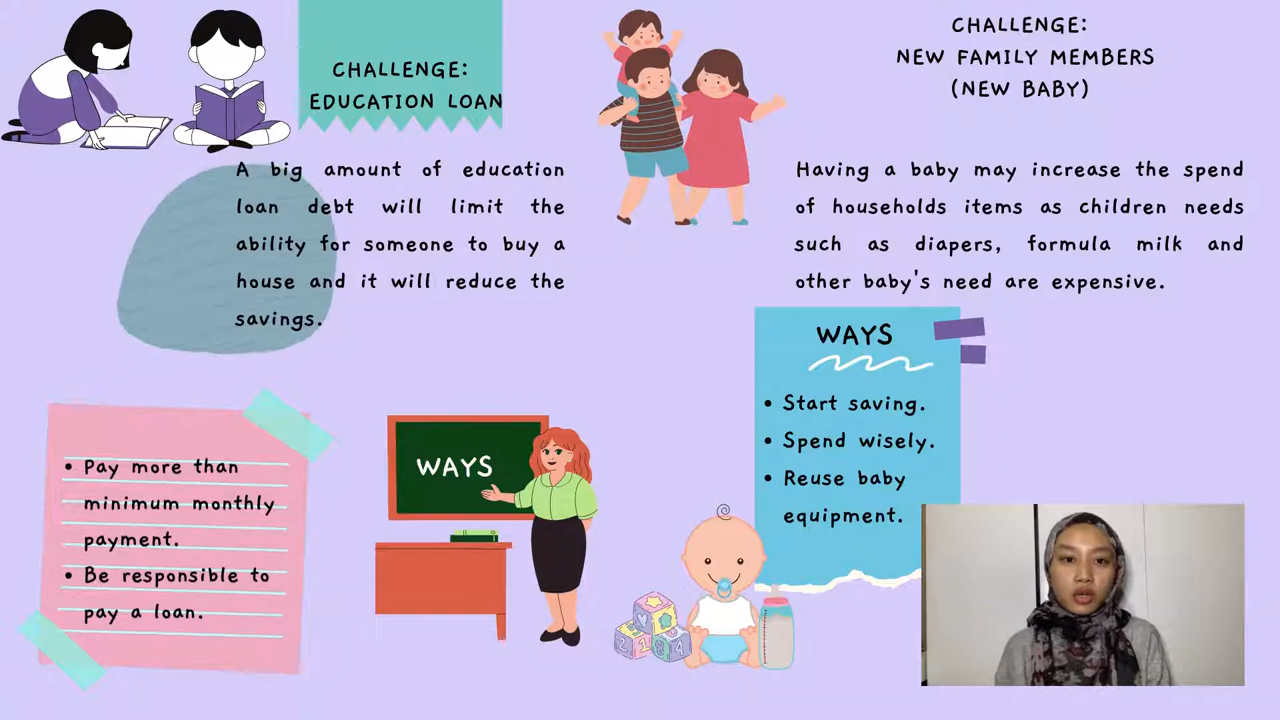 CHALLENGE:
EDUCATION LOAN
A big amount of education
loan debt will limit the
ability for someone to buy a
house and it will reduce the
savings.
WAYS
Pay more than
minimum monthly
payment.
Be responsible to
pay a loan.
CHALLENGE:
NEW FAMILY MEMBERS
(NEW BABY)
Having a baby may increase the spend
of households items as children needs
such as diapers, formula milk and
other baby's need are expensive.
WAYS
Start saving.
Spend wisely.
Reuse baby
equipment.